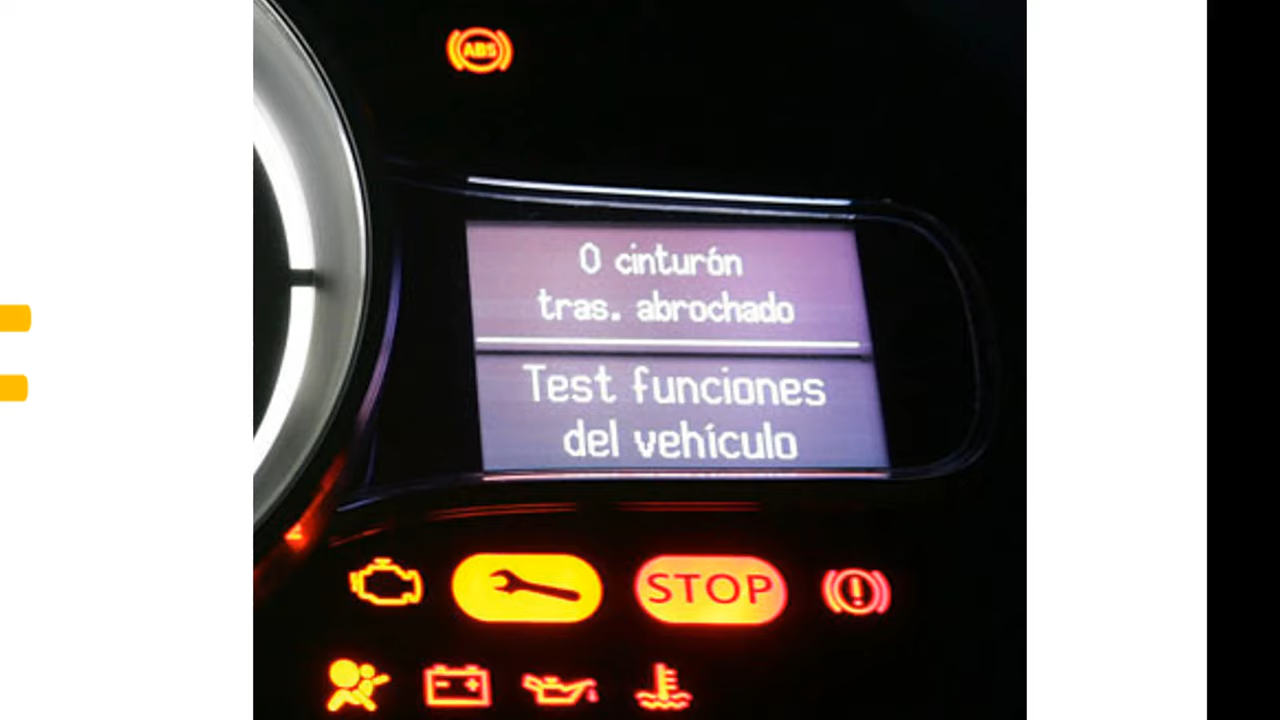 ABS
0 cinturón
tras. abrochado
Test funciones
del vehículo
STOP